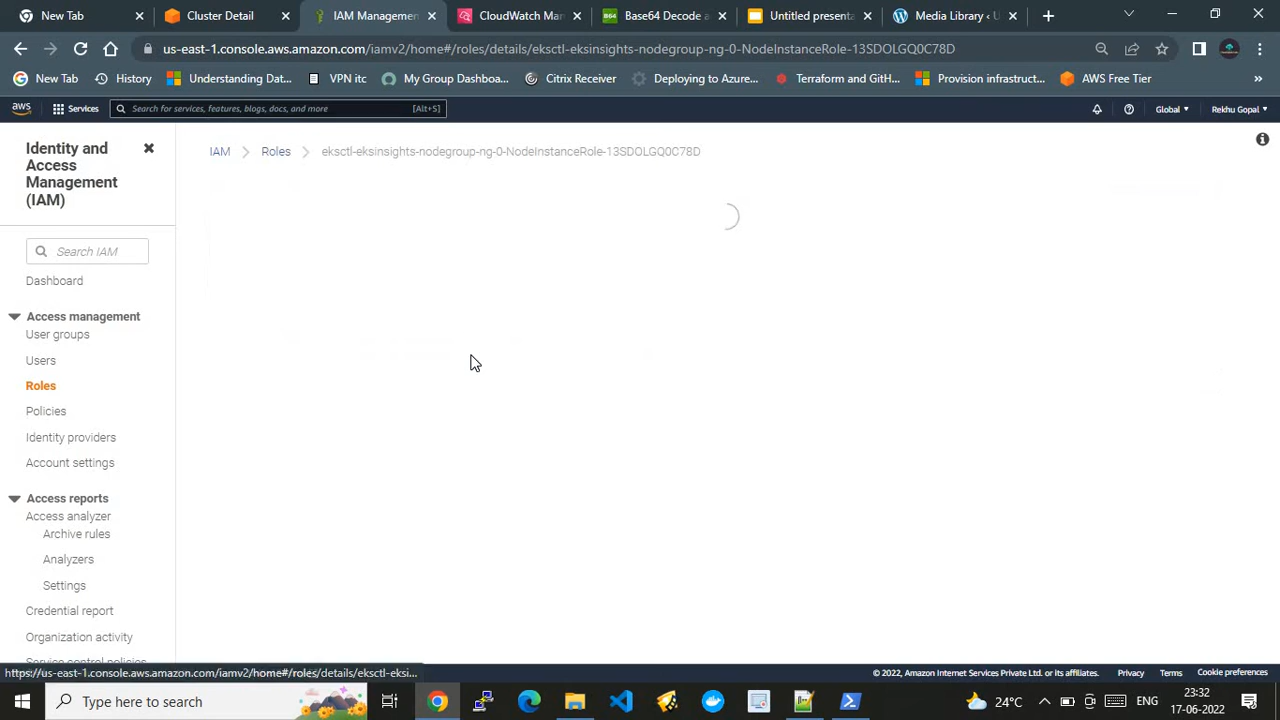 New Tab
Cluster Detail
IAM Managemen
CloudWatch Man
Base64 Decode a
Untitled presenta
Media Library ‹ U
us-east-1.console.aws.amazon.com/iamv2/home#/roles/details/eksctl-eksinsights-nodegroup-ng-0-NodeInstanceRole-13SDOLGQ0C78D
New Tab
History
Understanding Dat...
VPN itc
My Group Dashboa...
Citrix Receiver
Deploying to Azure...
Terraform and GitH...
Provision infrastruct...
AWS Free Tier
aws
Services
Search for services, features, blogs, docs, and more
[Alt+S]
Global
Rekhu Gopal
Identity and
Access
Management
(IAM)
IAM
Roles
eksctl-eksinsights-nodegroup-ng-0-NodeInstanceRole-13SDOLGQ0C78D
Search IAM
Dashboard
Access management
User groups
Users
Roles
Policies
Identity providers
Account settings
Access reports
Access analyzer
Archive rules
Analyzers
Settings
Credential report
Organization activity
Service control policies
https://us-east-1.console.aws.amazon.com/iamv2/home#/roles/details/eksctl-eksi...
© 2022, Amazon Internet Services Private Ltd. or its affiliates.
Privacy
Terms
Cookie preferences
Type here to search
24°C
ENG
23:32
17-06-2022